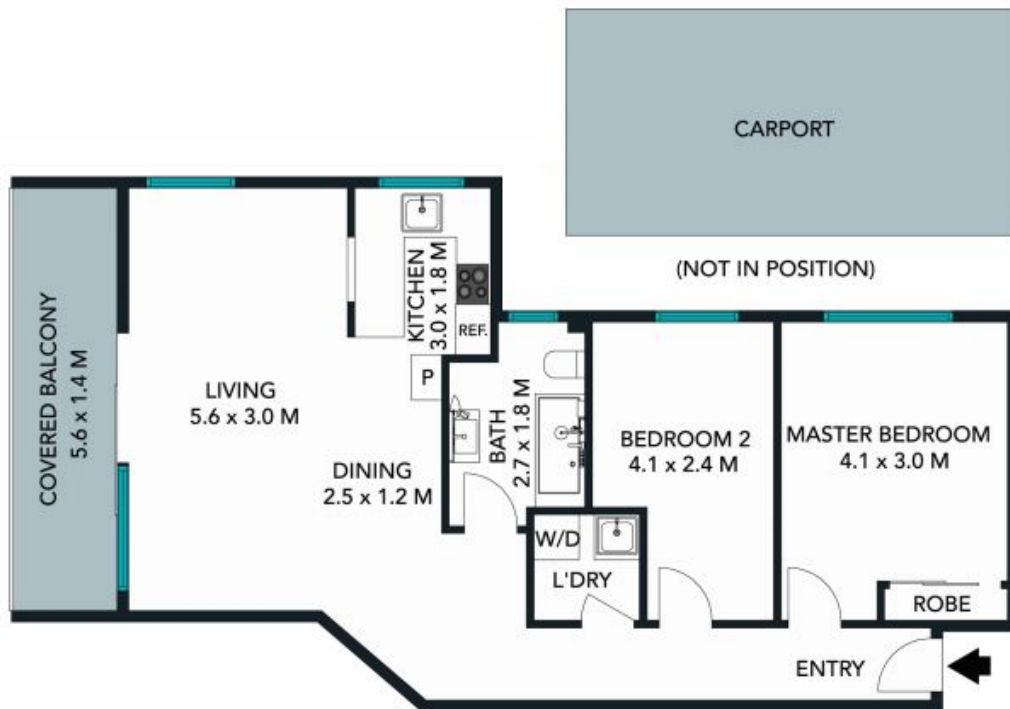 CARPORT
(NOT IN POSITION)
COVERED BALCONY
5.6 x 1.4 M
LIVING
5.6 x 3.0 M
KITCHEN
3.0 x 1.8 M
REF.
P
DINING
2.5 x 1.2 M
BATH
2.7 x 1.8 M
BEDROOM 2
4.1 x 2.4 M
MASTER BEDROOM
4.1 x 3.0 M
W/D
L'DRY
ROBE
ENTRY